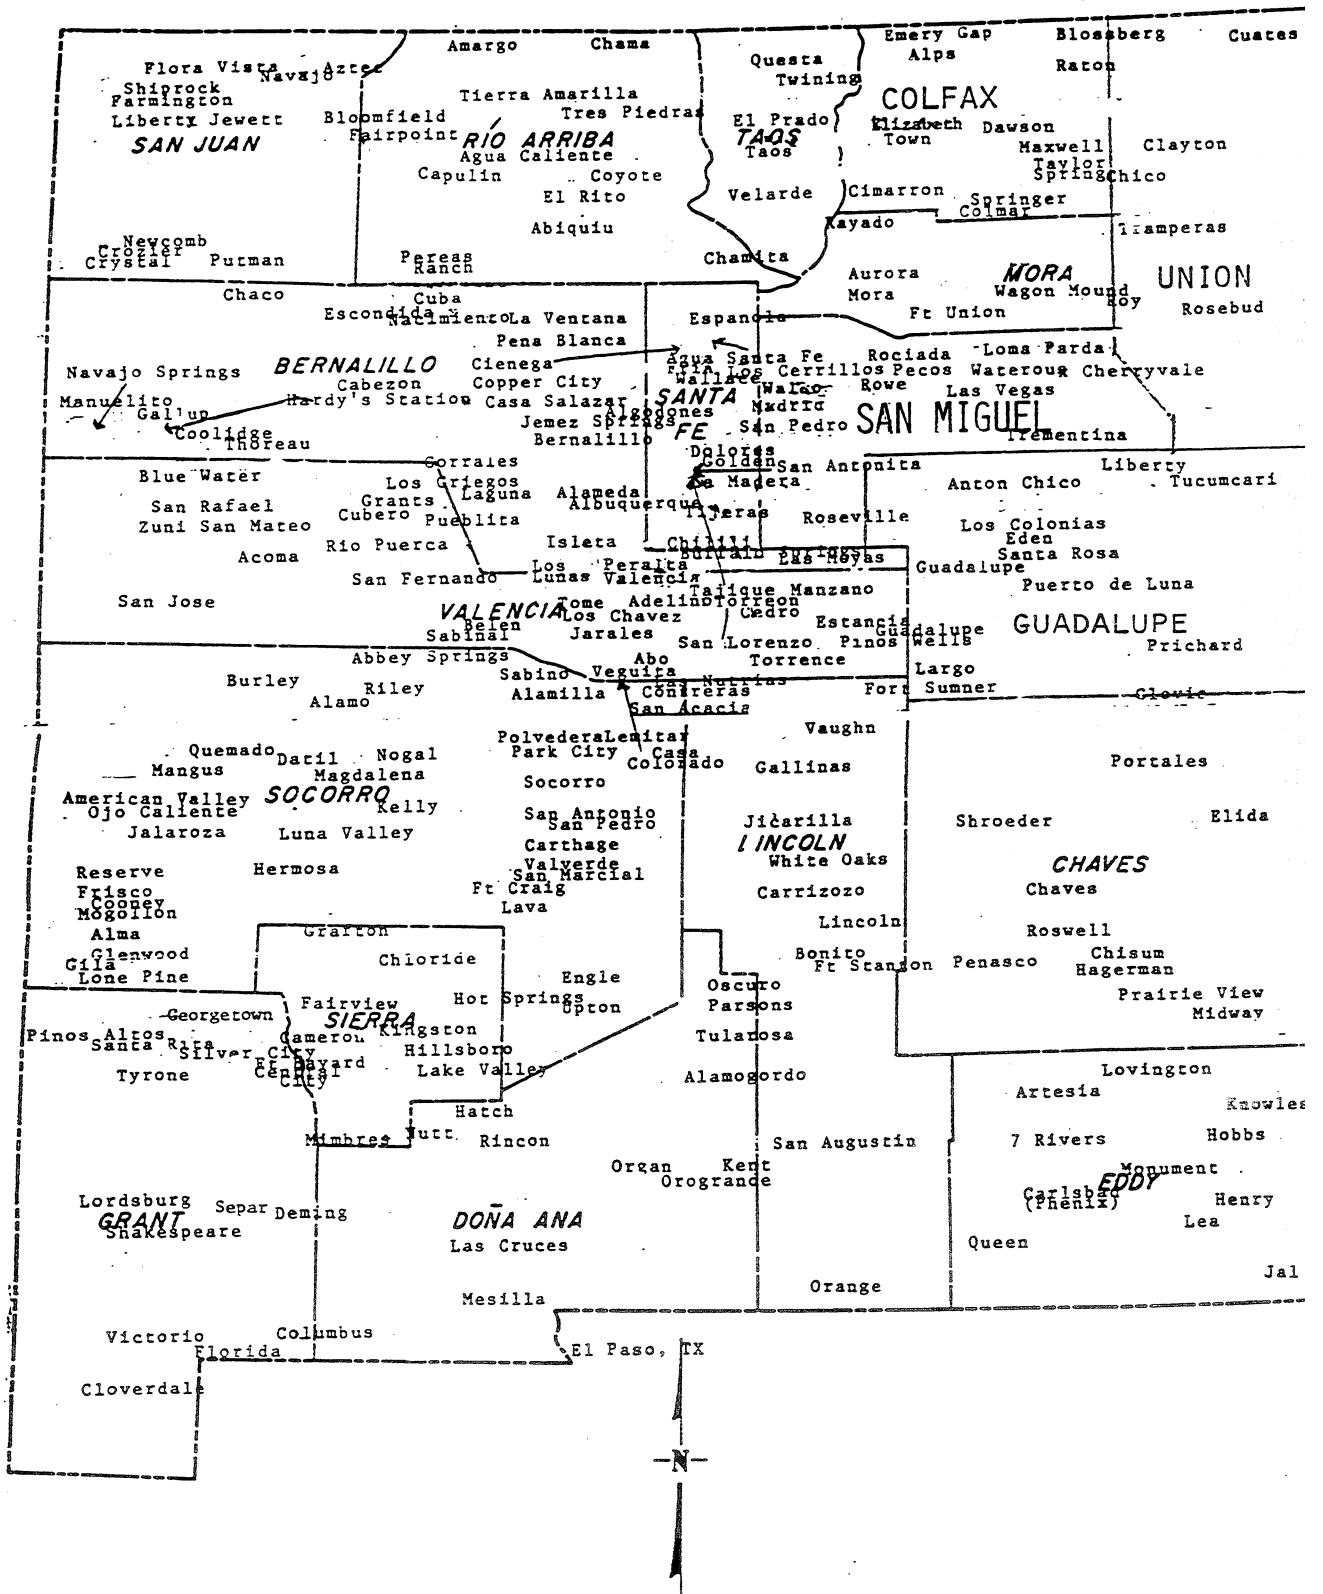 Amargo Chama Emery Gap Blossberg Cuates
Questa Alps
Flora Vista Navajo Aztec Twining Raton
Shiprock
Farmington Tierra Amarilla COLFAX
Liberty Jewett Bloomfield Tres Piedras El Prado Elizabeth Town Dawson
SAN JUAN Fairpoint RÍO ARRIBA TAOS Maxwell Clayton
Agua Caliente Taos Taylor Spring Chico
Capulin Coyote
El Rito Velarde Cimarron Springer
Colmar
Abiquiu Rayado Tramperas
Newcomb
Crozier
Crystal Putman Pereas Ranch Chamita
Aurora MORA UNION
Chaco Cuba Mora Wagon Mound Roy Rosebud
Escondida Nacimiento La Ventana Espanola Ft Union
Pena Blanca
BERNALILLO Cienega Agua Fria Santa Fe Rociada Loma Parda
Navajo Springs Wallace Los Cerrillos Pecos Waterous Cherryvale
Cabezon Copper City Waldo Rowe Las Vegas
Manuelito Hardy's Station Casa Salazar SANTA FE Madrid
Gallup Algodones SAN MIGUEL
Coolidge Jemez Springs San Pedro
Thoreau Bernalillo Trementina
Dolores
Corrales Golden San Antonita Liberty
Blue Water Los Griegos La Madera Anton Chico Tucumcari
Grants Laguna Alameda
San Rafael Cubero Albuquerque Tijeras Roseville
Zuni San Mateo Pueblita Los Colonias
Eden
Acoma Rio Puerca Isleta Chilili Santa Rosa
Buffalo Springs
Los Lunas Peralta Las Moyas Guadalupe
San Fernando Valencia Puerto de Luna
Tajique Manzano
San Jose Tome Adelino Torreon
VALENCIA Los Chavez Cedro Estancia GUADALUPE
Belen
Sabinal Jarales San Lorenzo Pinos Wells Guadalupe Prichard
Abbey Springs Abo Torrence Largo
Burley Riley Sabino Veguita Las Nutrias
Alamo Alamilla Contreras Fort Sumner Clovis
San Acacia
Vaughn
Polvedera Lemitar
Quemado Datil Nogal Park City Casa Colorado
Mangus Magdalena Gallinas Portales
Socorro
American Valley SOCORRO Kelly
Ojo Caliente San Antonio Elida
Jalaroza Luna Valley San Pedro Jicarilla Shroeder
Carthage LINCOLN
Reserve Hermosa Valverde White Oaks CHAVES
San Marcial
Frisco Ft Craig Carrizozo Chaves
Cooney
Mogollon Lava
Alma Grafton Lincoln Roswell
Glenwood Chloride Bonito Chisum
Gila Ft Stanton Penasco Hagerman
Lone Pine Engle Oscuro
Fairview Hot Springs Upton Parsons Prairie View
Georgetown SIERRA Midway
Pinos Altos Cameron Kingston Tularosa
Santa Rita
Silver City Hillsboro
Ft Bayard Lake Valley Lovington
Tyrone Central City Alamogordo Artesia
Hatch Knowles
Mimbres Nutt Rincon San Augustin 7 Rivers Hobbs
Organ Kent Monument
Orogrande EDDY
Lordsburg Carlsbad (Phenix) Henry
GRANT Separ Deming DOÑA ANA Lea
Shakespeare
Las Cruces Queen
Orange Jal
Mesilla
Victorio Columbus
Florida El Paso, TX
Cloverdale
N